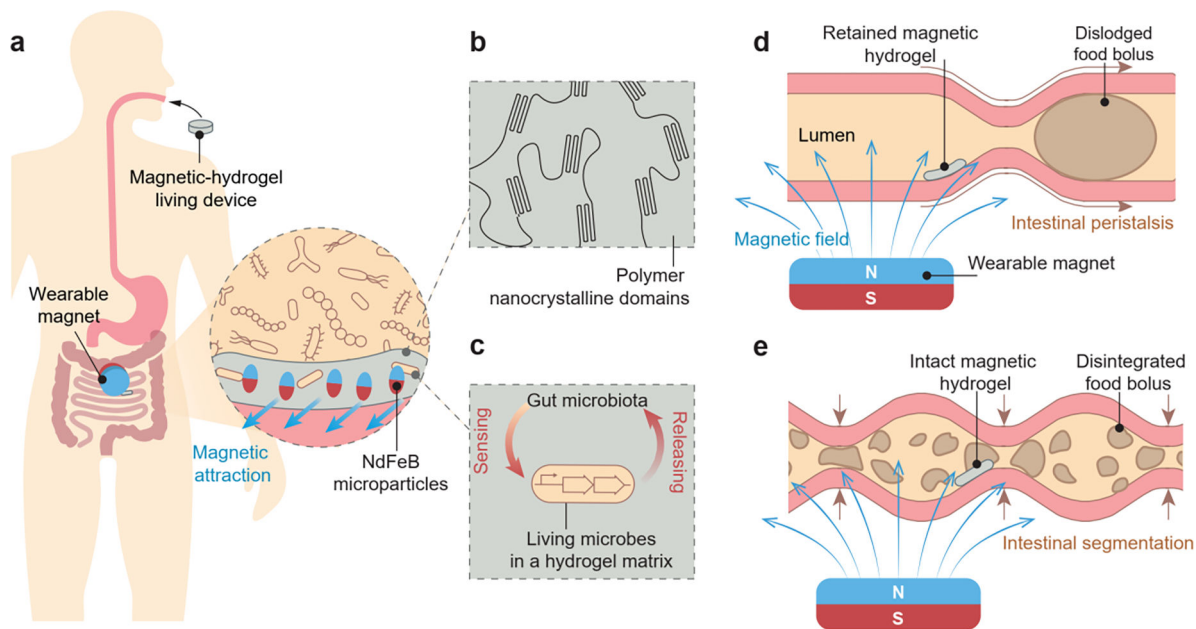 a
Magnetic-hydrogel
living device
Wearable
magnet
Magnetic
attraction
NdFeB
microparticles
b
Polymer
nanocrystalline domains
c
Gut microbiota
Sensing
Releasing
Living microbes
in a hydrogel matrix
d
Retained magnetic
hydrogel
Dislodged
food bolus
Lumen
Intestinal peristalsis
Magnetic field
Wearable magnet
N
S
e
Intact magnetic
hydrogel
Disintegrated
food bolus
Intestinal segmentation
N
S